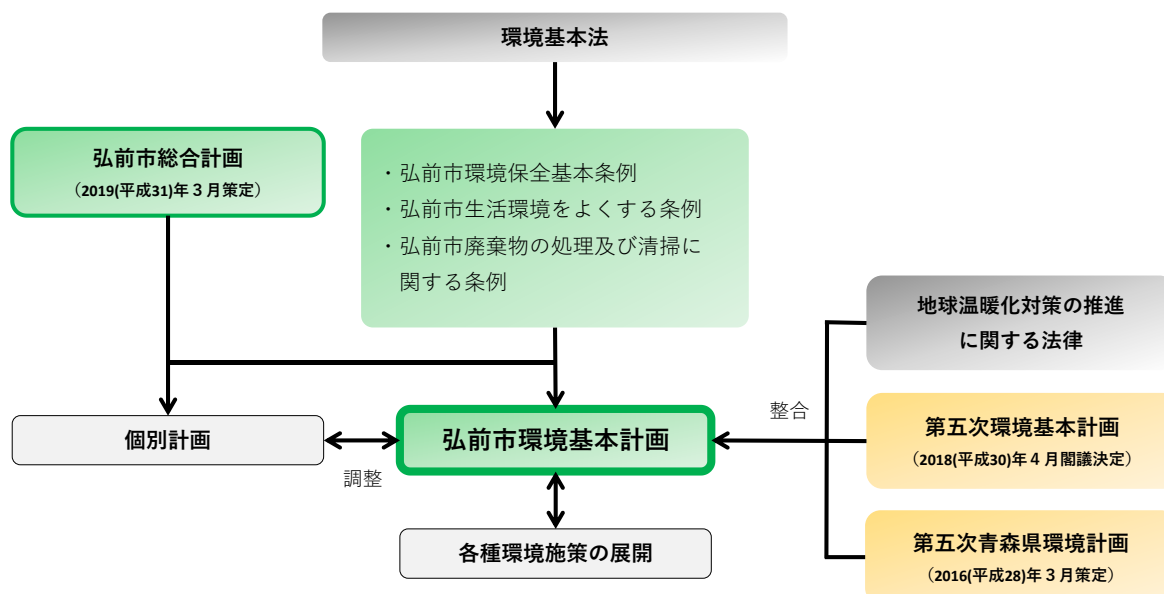 環境基本法
弘前市総合計画
（2019(平成31)年３月策定）
・弘前市環境保全基本条例
・弘前市生活環境をよくする条例
・弘前市廃棄物の処理及び清掃に
関する条例
地球温暖化対策の推進
に関する法律
整合
第五次環境基本計画
（2018(平成30)年４月閣議決定）
個別計画
調整
弘前市環境基本計画
各種環境施策の展開
第五次青森県環境計画
（2016(平成28)年３月策定）